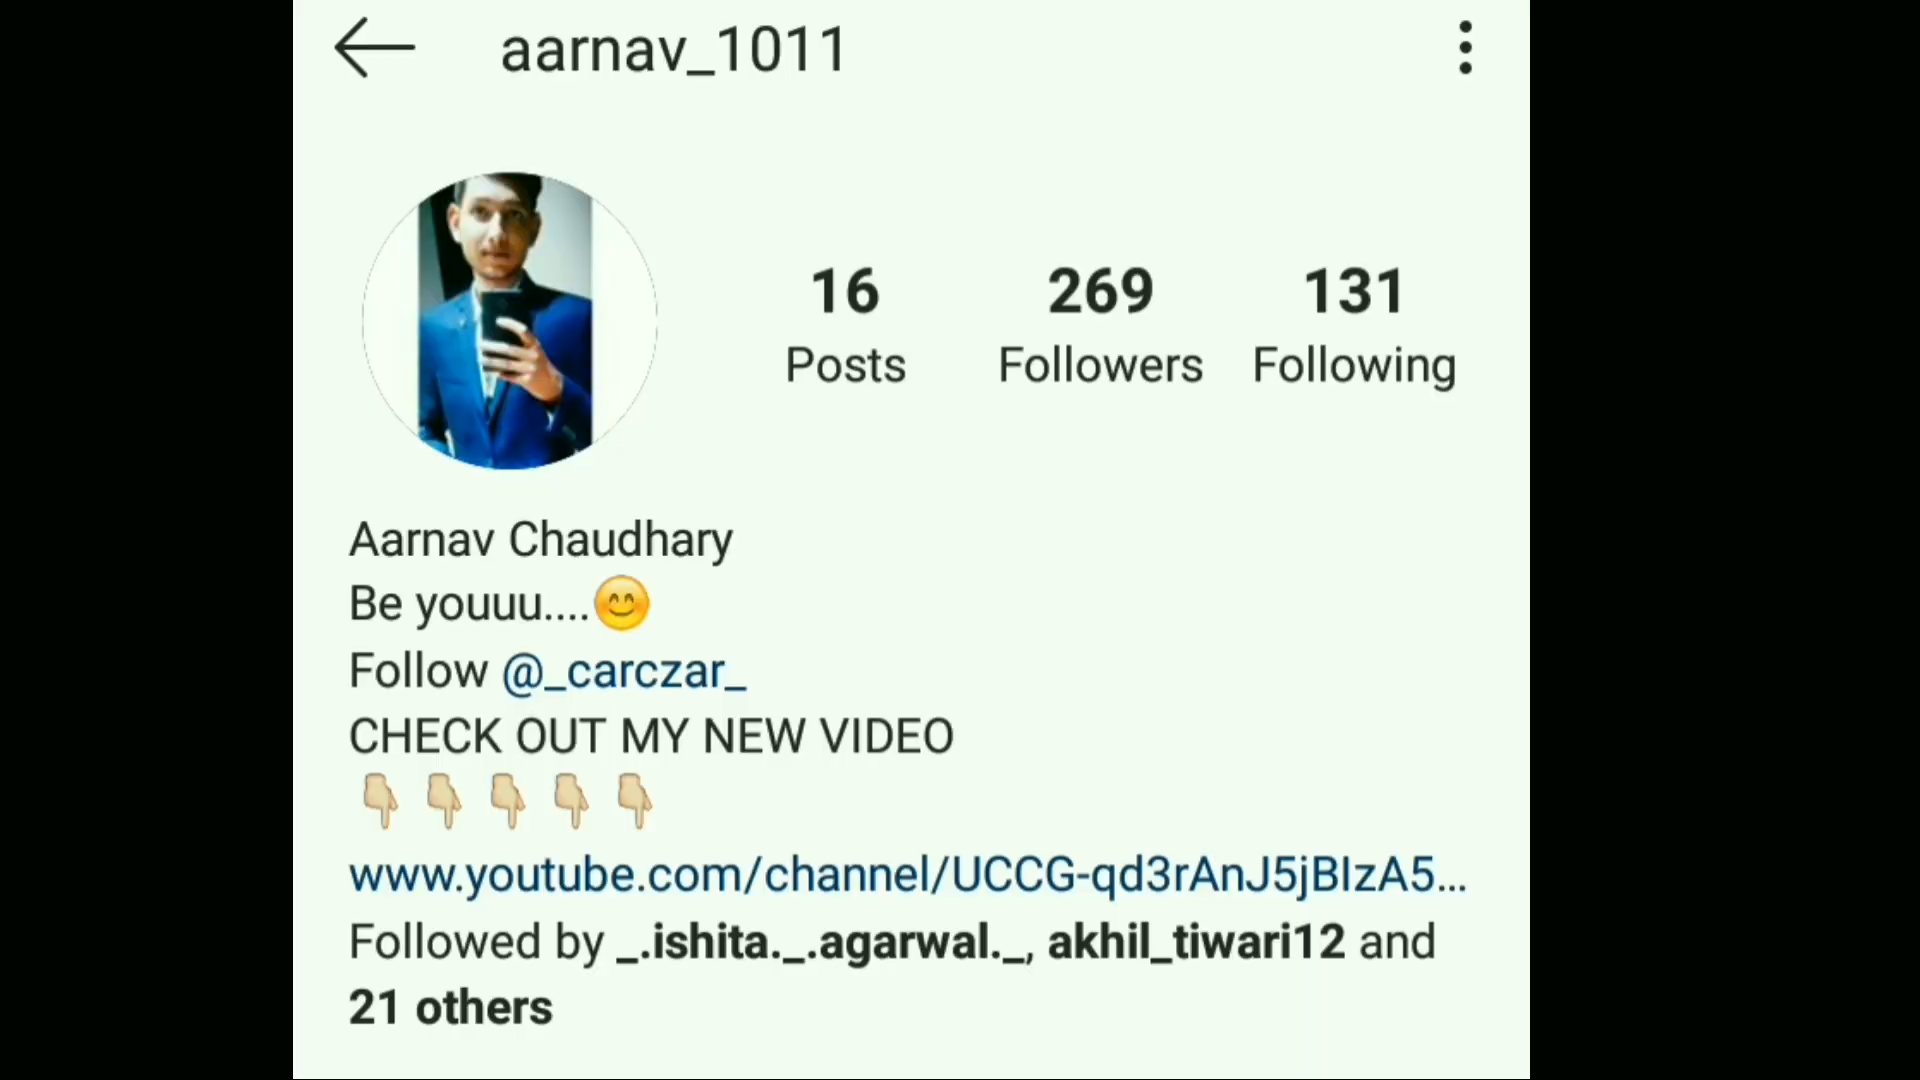 aarnav_1011
16 269 131
Posts Followers Following
Aarnav Chaudhary
Be youuu....😊
Follow @_carczar_
CHECK OUT MY NEW VIDEO
👇🏼 👇🏼 👇🏼 👇🏼 👇🏼
www.youtube.com/channel/UCCG-qd3rAnJ5jBIzA5...
Followed by _.ishita._.agarwal._, akhil_tiwari12 and
21 others